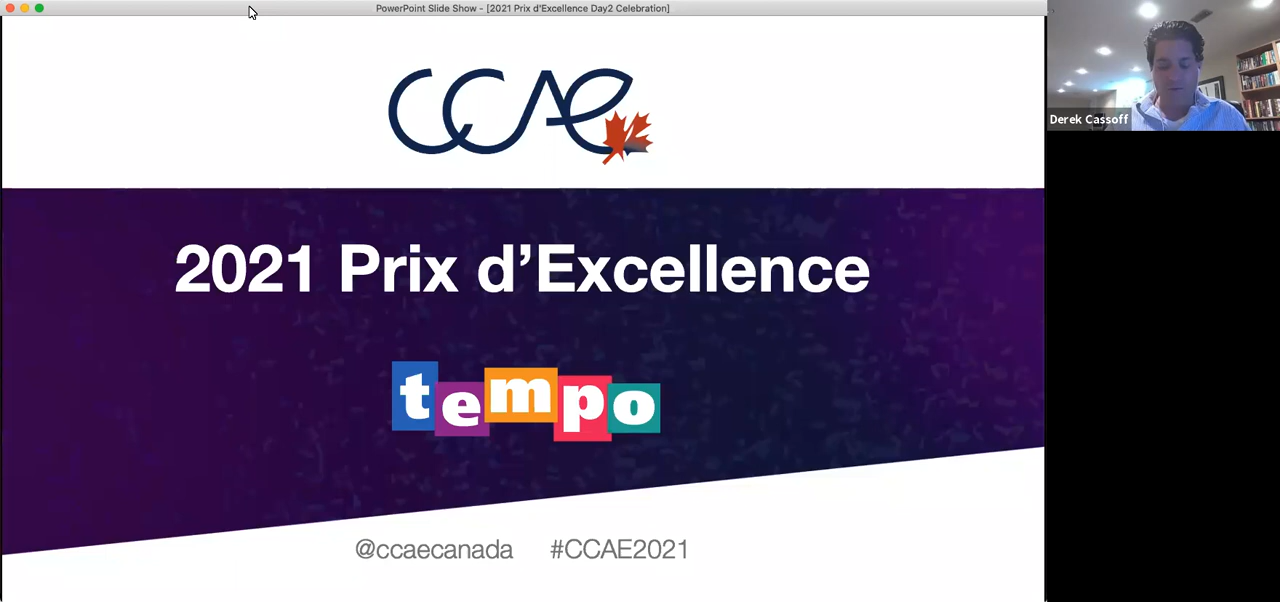 PowerPoint Slide Show - [2021 Prix d'Excellence Day2 Celebration]
CCAE
2021 Prix d’Excellence
tempo
@ccaecanada #CCAE2021
Derek Cassoff